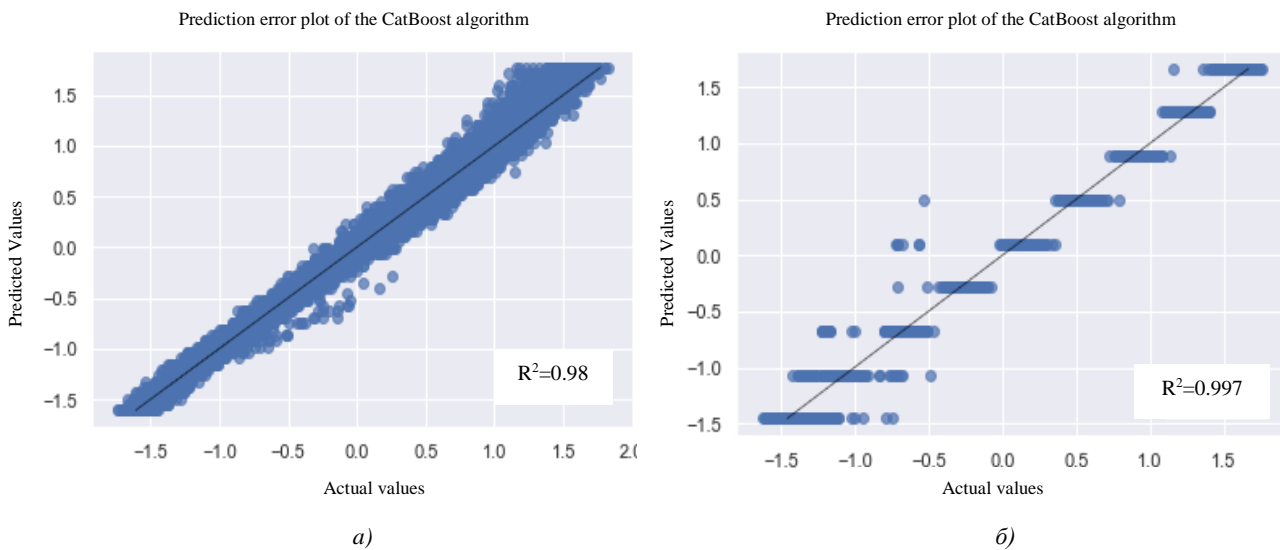 Prediction error plot of the CatBoost algorithm
Predicted Values
1.5
1.0
0.5
0.0
−0.5
−1.0
−1.5
R²=0.98
−1.5 −1.0 −0.5 0.0 0.5 1.0 1.5 2.0
Actual values
а)
Prediction error plot of the CatBoost algorithm
Predicted Values
1.5
1.0
0.5
0.0
−0.5
−1.0
−1.5
R²=0.997
−1.5 −1.0 −0.5 0.0 0.5 1.0 1.5
Actual values
б)